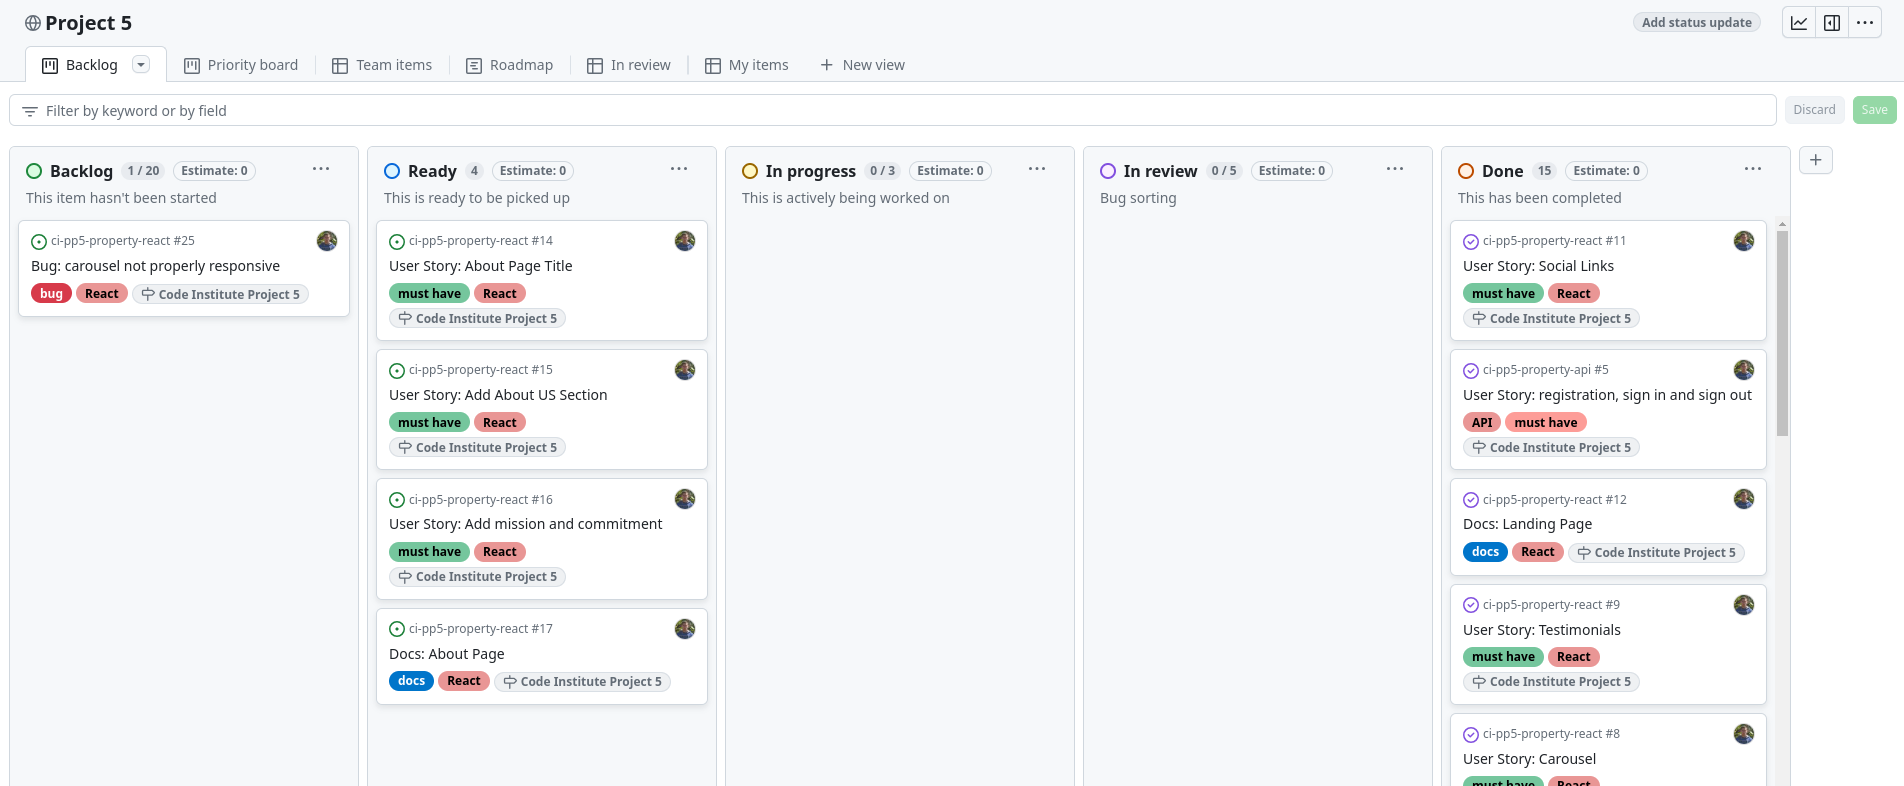 Project 5
Add status update
Backlog
Priority board
Team items
Roadmap
In review
My items
New view
Filter by keyword or by field
Discard
Save
Backlog 1 / 20 Estimate: 0
This item hasn't been started
ci-pp5-property-react #25
Bug: carousel not properly responsive
bug React Code Institute Project 5
Ready 4 Estimate: 0
This is ready to be picked up
ci-pp5-property-react #14
User Story: About Page Title
must have React
Code Institute Project 5
ci-pp5-property-react #15
User Story: Add About US Section
must have React
Code Institute Project 5
ci-pp5-property-react #16
User Story: Add mission and commitment
must have React
Code Institute Project 5
ci-pp5-property-react #17
Docs: About Page
docs React Code Institute Project 5
In progress 0 / 3 Estimate: 0
This is actively being worked on
In review 0 / 5 Estimate: 0
Bug sorting
Done 15 Estimate: 0
This has been completed
ci-pp5-property-react #11
User Story: Social Links
must have React
Code Institute Project 5
ci-pp5-property-api #5
User Story: registration, sign in and sign out
API must have
Code Institute Project 5
ci-pp5-property-react #12
Docs: Landing Page
docs React Code Institute Project 5
ci-pp5-property-react #9
User Story: Testimonials
must have React
Code Institute Project 5
ci-pp5-property-react #8
User Story: Carousel
must have React